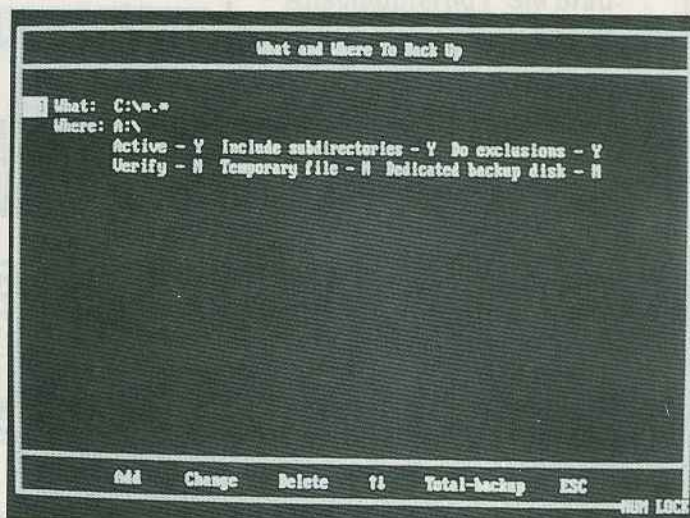 What and Where To Back Up
What: C:\*.*
Where: A:\
Active - Y Include subdirectories - Y Do exclusions - Y
Verify - N Temporary file - N Dedicated backup disk - N
Add Change Delete ↑↓ Total-backup ESC
NUM LOCK